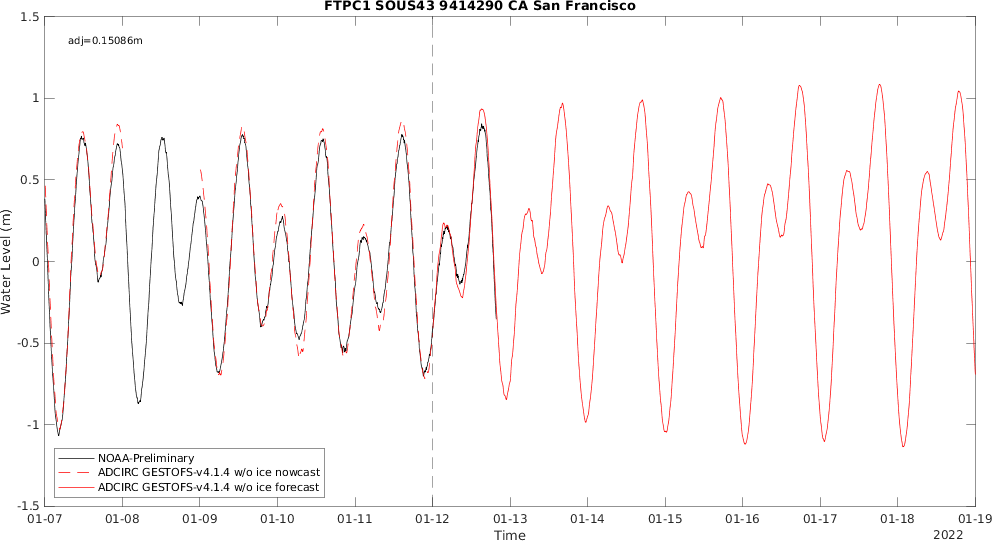 FTPC1 SOUS43 9414290 CA San Francisco
1.5
adj=0.15086m
1
0.5
0
-0.5
-1
-1.5
Water Level (m)
NOAA-Preliminary
ADCIRC GESTOFS-v4.1.4 w/o ice nowcast
ADCIRC GESTOFS-v4.1.4 w/o ice forecast
01-07 01-08 01-09 01-10 01-11 01-12 01-13 01-14 01-15 01-16 01-17 01-18 01-19
Time
2022